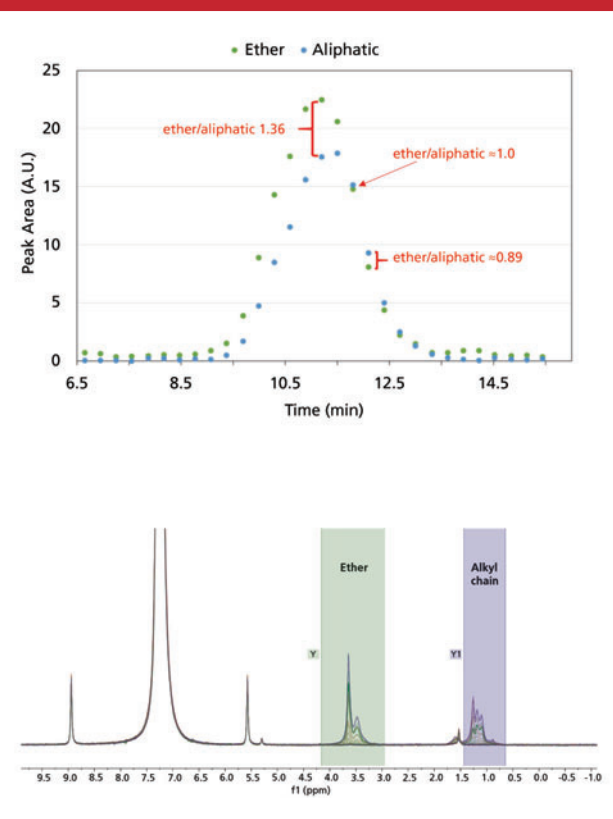 Ether Aliphatic
25
20
15
10
5
0
Peak Area (A.U.)
ether/aliphatic 1.36
ether/aliphatic ≈1.0
ether/aliphatic ≈0.89
6.5 8.5 10.5 12.5 14.5
Time (min)
Ether
Alkyl
chain
Y
Y1
9.5 9.0 8.5 8.0 7.5 7.0 6.5 6.0 5.5 5.0 4.5 4.0 3.5 3.0 2.5 2.0 1.5 1.0 0.5 0.0 -0.5 -1.0
f1 (ppm)